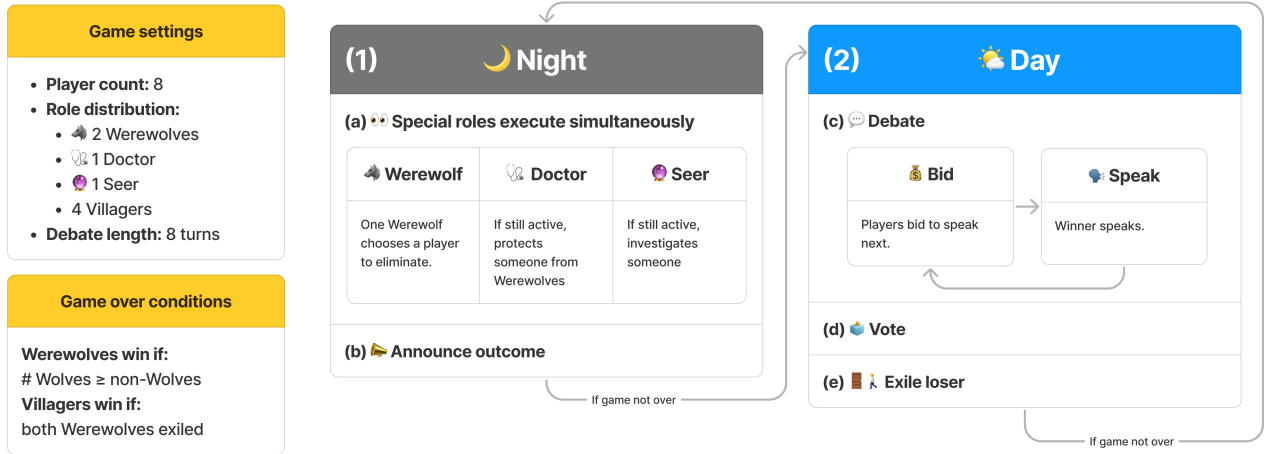 Game settings
• Player count: 8
• Role distribution:
• 2 Werewolves
• 1 Doctor
• 1 Seer
• 4 Villagers
• Debate length: 8 turns
Game over conditions
Werewolves win if:
# Wolves ≥ non-Wolves
Villagers win if:
both Werewolves exiled
(1) Night
(a) Special roles execute simultaneously
Werewolf
One Werewolf
chooses a player
to eliminate.
Doctor
If still active,
protects
someone from
Werewolves
Seer
If still active,
investigates
someone
(b) Announce outcome
If game not over
(2) Day
(c) Debate
Bid
Players bid to speak
next.
Speak
Winner speaks.
(d) Vote
(e) Exile loser
If game not over